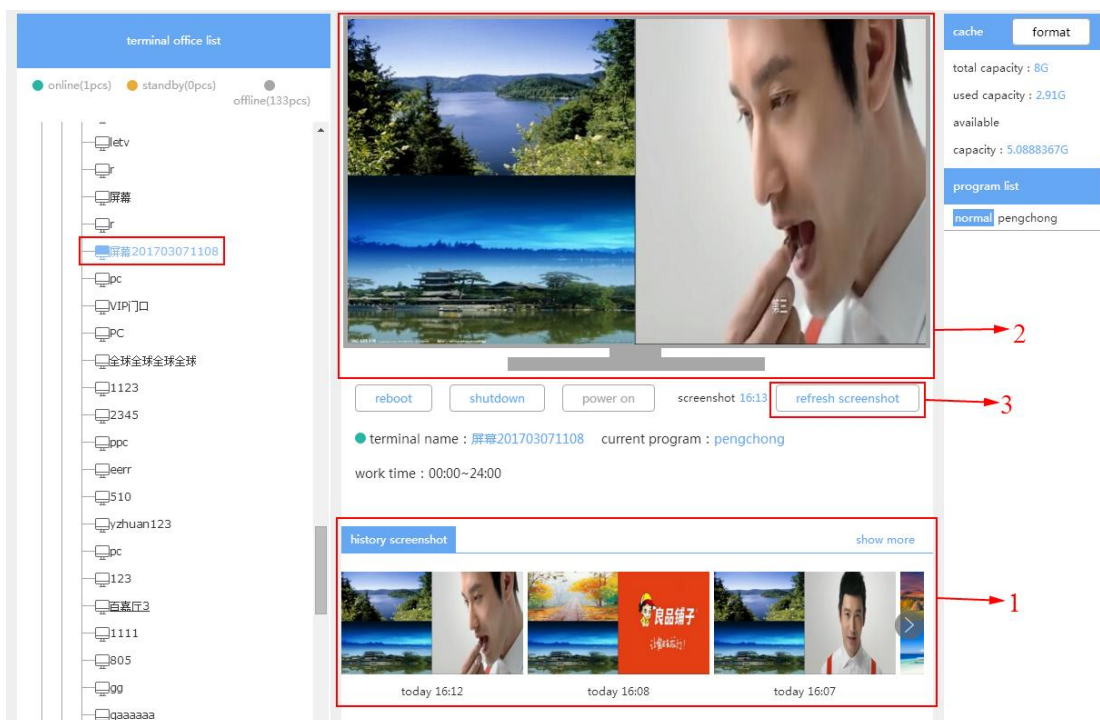 terminal office list
online(1pcs) standby(0pcs)
offline(133pcs)
letv
r
屏幕
r
屏幕201703071108
pc
VIP门口
PC
全球全球全球全球
1123
2345
ppc
eerr
510
yzhuan123
pc
123
百嘉厅3
1111
805
gg
qaaaaaa
第三
2
reboot shutdown power on screenshot 16:13 refresh screenshot
3
terminal name : 屏幕201703071108 current program : pengchong
work time : 00:00~24:00
history screenshot show more
良品铺子
1
today 16:12 today 16:08 today 16:07
cache format
total capacity : 8G
used capacity : 2.91G
available
capacity : 5.0888367G
program list
normal pengchong